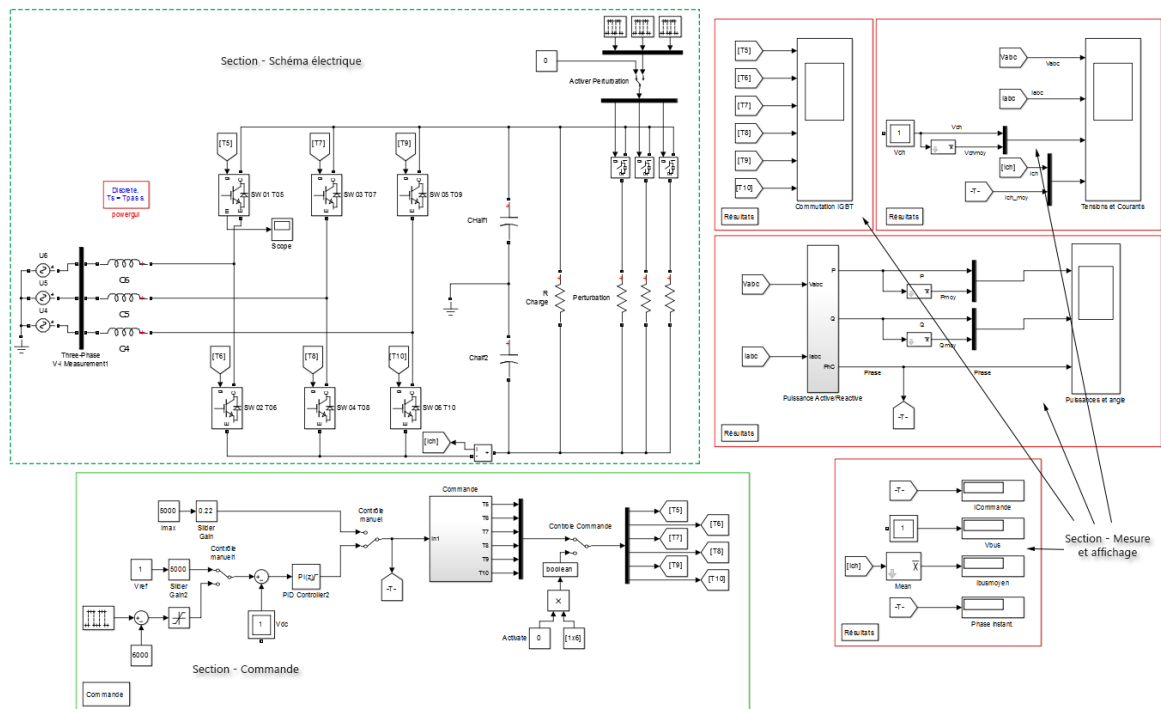 Section - Schéma électrique
0
Activer Perturbation
[T5]
[T7]
[T9]
SW 01 T05
SW 03 T07
SW 05 T09
Discrete,
Ts = Tpas s.
powergui
Scope
U6
U5
U4
C6
C5
C4
Three-Phase
V-I Measurement1
CHalf1
R
Charge
Perturbation
Chalf2
[T6]
[T8]
[T10]
SW 02 T06
SW 04 T08
SW 06 T10
[Ich]
[T5]
[T6]
[T7]
[T8]
[T9]
[T10]
Commutation IGBT
Résultats
Vabc
Vabc
Iabc
Iabc
1
Vch
Vch
Vchmoy
[Ich]
Ich
-T-
Ich_moy
Tensions et Courants
Résultats
Vabc
Iabc
Vabc
Iabc
P
Q
PhC
Puissance Active/Reactive
P
Pmoy
Q
Qmoy
Phase
Phase
-T-
Puissances et angle
Résultats
-T-
ICommande
1
Vbus
[Ich]
Mean
Ibusmoyen
-T-
Phase Instant.
Résultats
Section - Mesure
et affichage
5000
Imax
0.22
Slider
Gain
Contrôle
manuel
Commande
In1
T5
T6
T7
T8
T9
T10
Controle Commande
[T5]
[T6]
[T7]
[T8]
[T9]
[T10]
Contrôle
manuel1
1
Vref
5000
Slider
Gain2
PI(z)
PID Controller2
-T-
boolean
1
Vdc
6000
Activate
0
[1x6]
Section - Commande
Commande